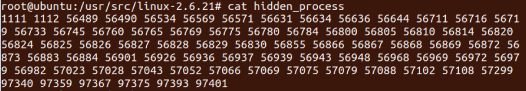 root@ubuntu:/usr/src/linux-2.6.21# cat hidden_process
1111 1112 56489 56490 56534 56569 56571 56631 56634 56636 56644 56711 56716 5671
9 56733 56745 56760 56765 56769 56775 56780 56784 56800 56805 56810 56814 56820
56824 56825 56826 56827 56828 56829 56830 56855 56866 56867 56868 56869 56872 56
873 56883 56884 56901 56926 56936 56937 56939 56943 56948 56968 56969 56972 5697
9 56982 57023 57028 57043 57052 57066 57069 57075 57079 57088 57102 57108 57299
97340 97359 97367 97375 97393 97401